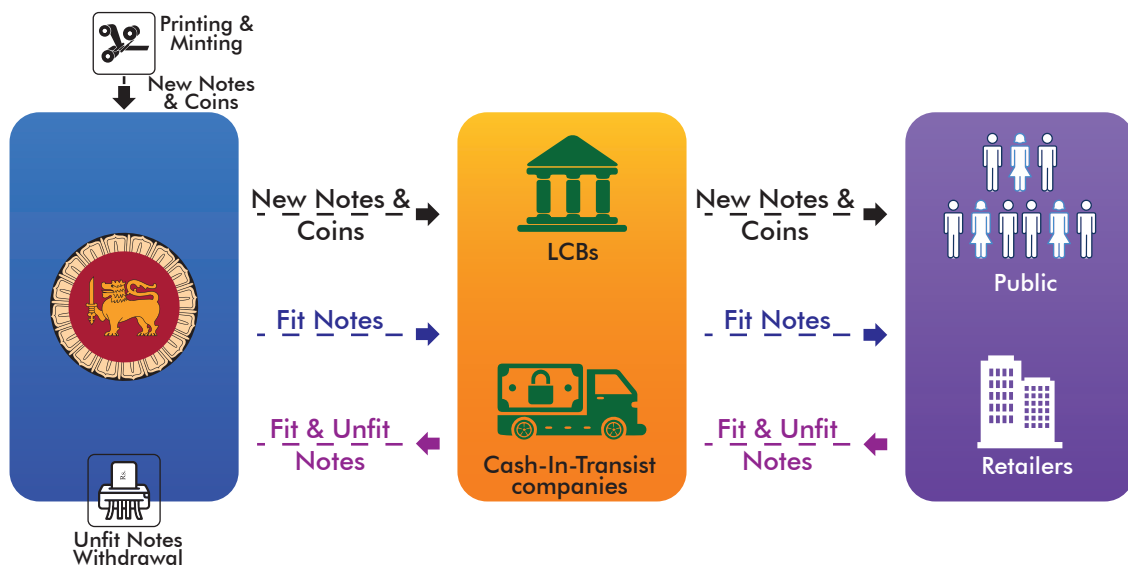 Printing &
Minting
New Notes
& Coins
New Notes &
Coins
Fit Notes
Fit & Unfit
Notes
Rs.
Unfit Notes
Withdrawal
LCBs
Cash-In-Transist
companies
New Notes &
Coins
Fit Notes
Fit & Unfit
Notes
Public
Retailers